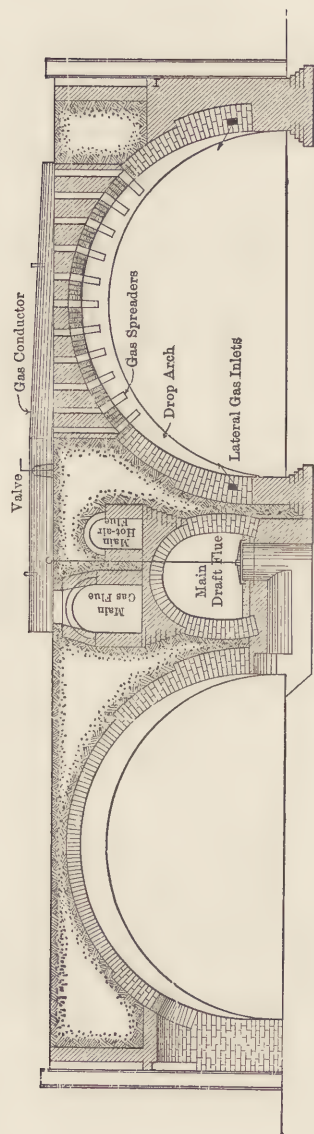 Gas Conductor
Valve
Gas Spreaders
Drop Arch
Lateral Gas Inlets
Main
Hot-air
Flue
Main
Gas Flue
Main
Draft Flue